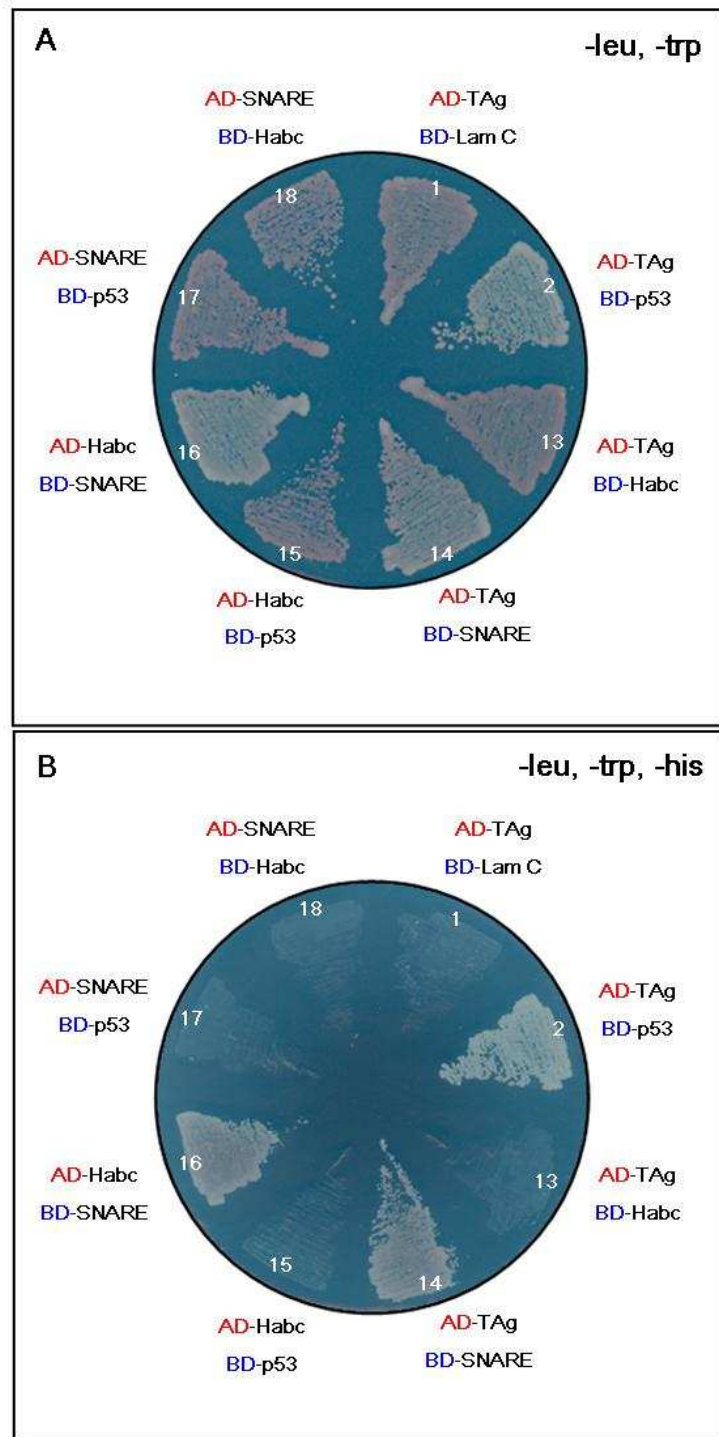 A
-leu, -trp
AD-SNARE
BD-Habc
AD-TAg
BD-Lam C
18
1
AD-SNARE
BD-p53
17
2
AD-TAg
BD-p53
AD-Habc
BD-SNARE
16
13
AD-TAg
BD-Habc
15
14
AD-Habc
BD-p53
AD-TAg
BD-SNARE
B
-leu, -trp, -his
AD-SNARE
BD-Habc
AD-TAg
BD-Lam C
18
1
AD-SNARE
BD-p53
17
2
AD-TAg
BD-p53
AD-Habc
BD-SNARE
16
13
AD-TAg
BD-Habc
15
14
AD-Habc
BD-p53
AD-TAg
BD-SNARE